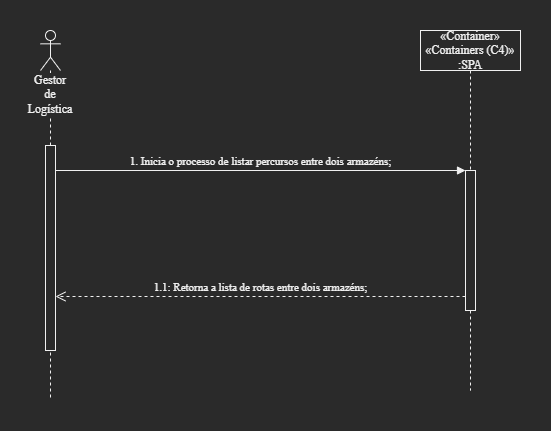 «Container»
«Containers (C4)»
:SPA
Gestor
de
Logística
1. Inicia o processo de listar percursos entre dois armazéns;
1.1: Retorna a lista de rotas entre dois armazéns;